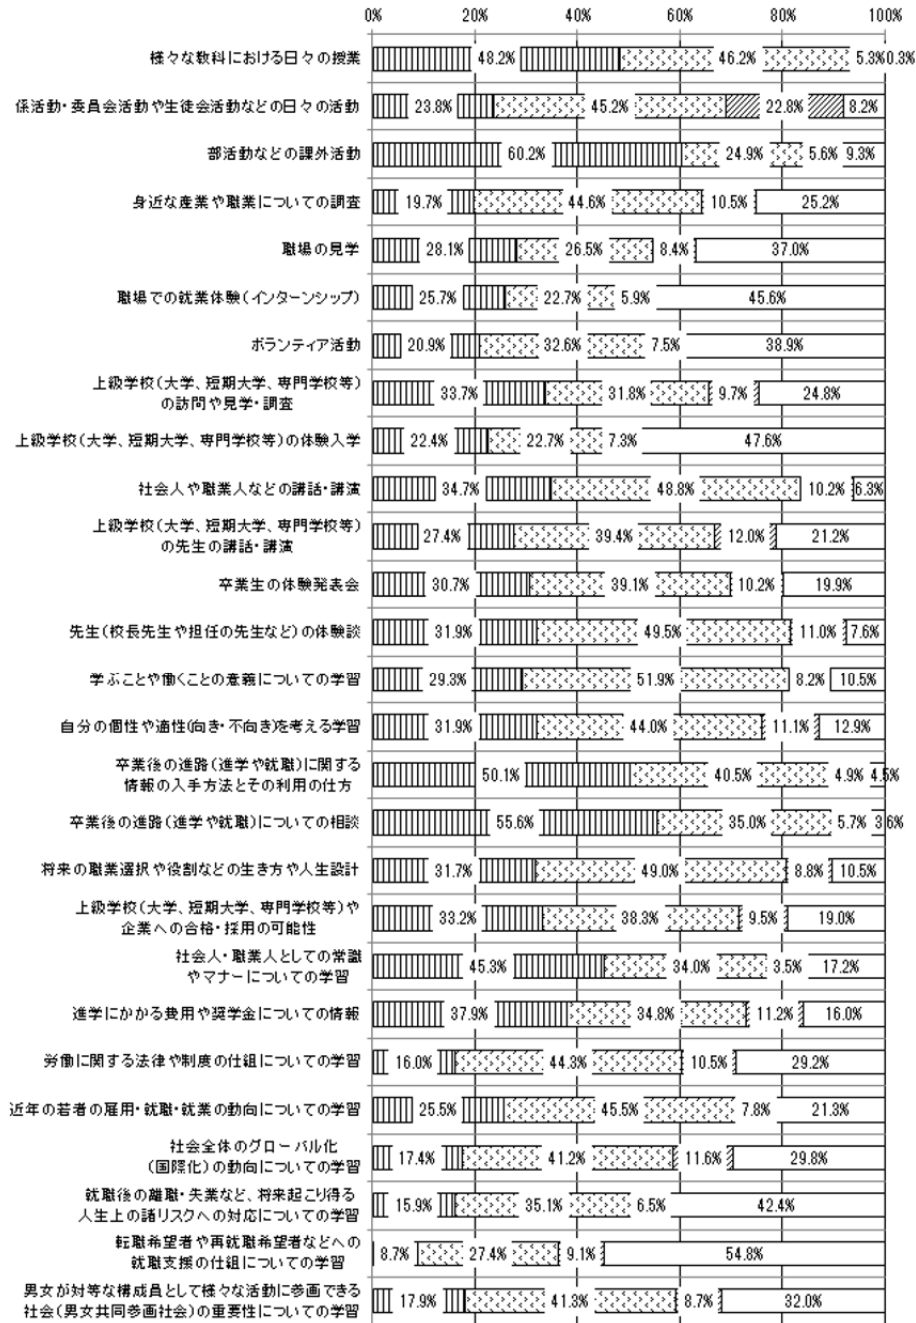 0% 20% 40% 60% 80% 100%
様々な教科における日々の授業 48.2% 46.2% 5.3% 0.3%
係活動・委員会活動や生徒会活動などの日々の活動 23.8% 45.2% 22.8% 8.2%
部活動などの課外活動 60.2% 24.9% 5.6% 9.3%
身近な産業や職業についての調査 19.7% 44.6% 10.5% 25.2%
職場の見学 28.1% 26.5% 8.4% 37.0%
職場での就業体験(インターンシップ) 25.7% 22.7% 5.9% 45.6%
ボランティア活動 20.9% 32.6% 7.5% 38.9%
上級学校(大学、短期大学、専門学校等)
の訪問や見学・調査 33.7% 31.8% 9.7% 24.8%
上級学校(大学、短期大学、専門学校等)の体験入学 22.4% 22.7% 7.3% 47.6%
社会人や職業人などの講話・講演 34.7% 48.8% 10.2% 6.3%
上級学校(大学、短期大学、専門学校等)
の先生の講話・講演 27.4% 39.4% 12.0% 21.2%
卒業生の体験発表会 30.7% 39.1% 10.2% 19.9%
先生(校長先生や担任の先生など)の体験談 31.9% 49.5% 11.0% 7.6%
学ぶことや働くことの意義についての学習 29.3% 51.9% 8.2% 10.5%
自分の個性や適性(向き・不向き)を考える学習 31.9% 44.0% 11.1% 12.9%
卒業後の進路(進学や就職)に関する
情報の入手方法とその利用の仕方 50.1% 40.5% 4.9% 4.5%
卒業後の進路(進学や就職)についての相談 55.6% 35.0% 5.7% 3.6%
将来の職業選択や役割などの生き方や人生設計 31.7% 49.0% 8.8% 10.5%
上級学校(大学、短期大学、専門学校等)や
企業への合格・採用の可能性 33.2% 38.3% 9.5% 19.0%
社会人・職業人としての常識
やマナーについての学習 45.3% 34.0% 3.5% 17.2%
進学にかかる費用や奨学金についての情報 37.9% 34.8% 11.2% 16.0%
労働に関する法律や制度の仕組についての学習 16.0% 44.3% 10.5% 29.2%
近年の若者の雇用・就職・就業の動向についての学習 25.5% 45.5% 7.8% 21.3%
社会全体のグローバル化
(国際化)の動向についての学習 17.4% 41.2% 11.6% 29.8%
就職後の離職・失業など、将来起こり得る
人生上の諸リスクへの対応についての学習 15.9% 35.1% 6.5% 42.4%
転職希望者や再就職希望者などへの
就職支援の仕組についての学習 8.7% 27.4% 9.1% 54.8%
男女が対等な構成員として様々な活動に参画できる
社会(男女共同参画社会)の重要性についての学習 17.9% 41.3% 8.7% 32.0%